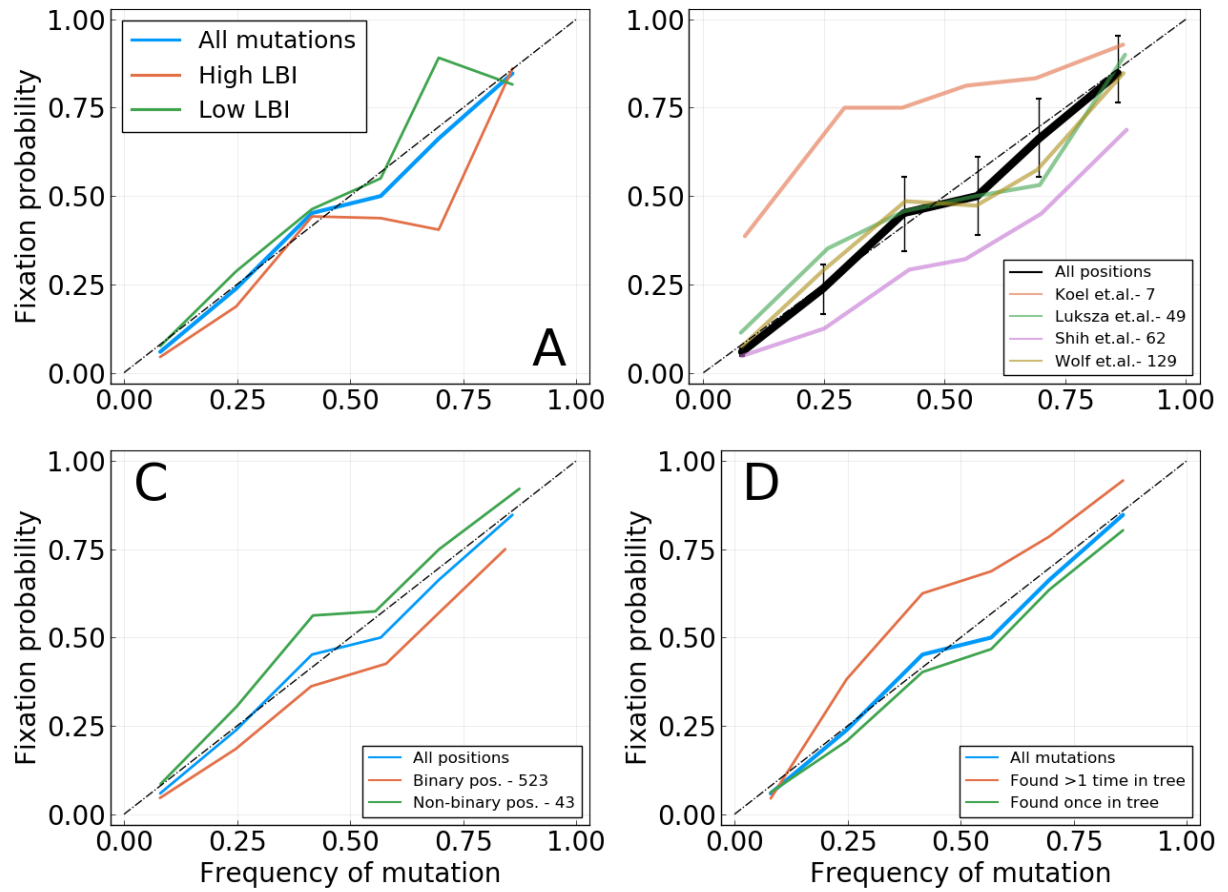 1.00
0.75
0.50
0.25
0.00
Fixation probability
All mutations
High LBI
Low LBI
A
0.00 0.25 0.50 0.75 1.00
1.00
0.75
0.50
0.25
0.00
Fixation probability
All positions
Koel et.al.- 7
Luksza et.al.- 49
Shih et.al.- 62
Wolf et.al.- 129
0.00 0.25 0.50 0.75 1.00
1.00
0.75
0.50
0.25
0.00
Fixation probability
C
All positions
Binary pos. - 523
Non-binary pos. - 43
0.00 0.25 0.50 0.75 1.00
Frequency of mutation
1.00
0.75
0.50
0.25
0.00
Fixation probability
D
All mutations
Found >1 time in tree
Found once in tree
0.00 0.25 0.50 0.75 1.00
Frequency of mutation